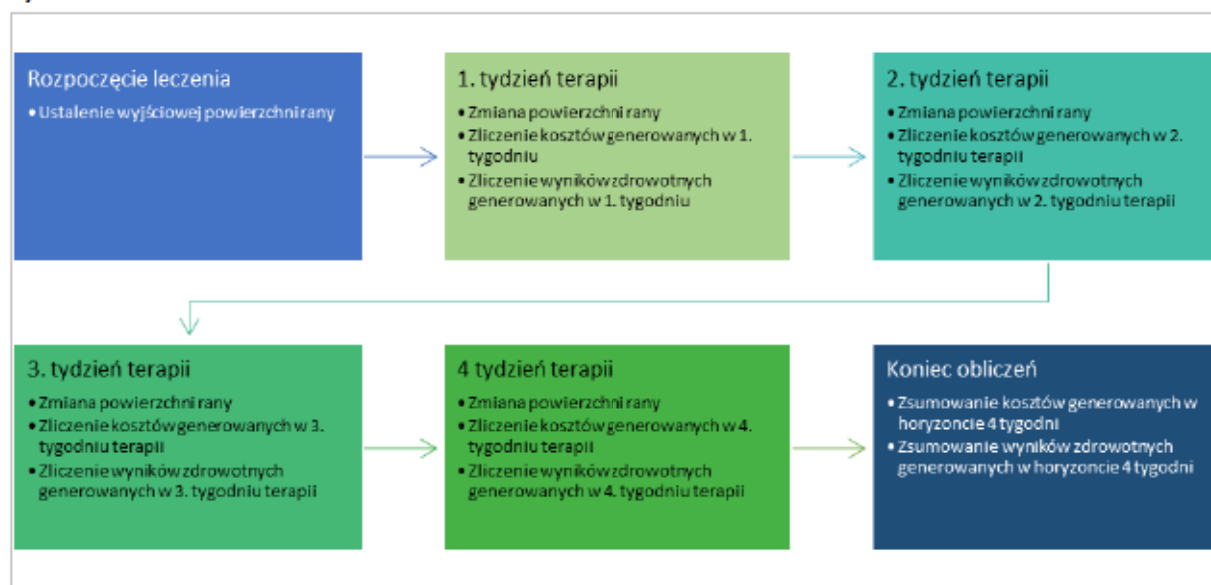 Rozpoczęcie leczenia
• Ustalenie wyjściowej powierzchni rany
1. tydzień terapii
• Zmiana powierzchni rany
• Zliczenie kosztów generowanych w 1.
tygodniu
• Zliczenie wyników zdrowotnych
generowanych w 1. tygodniu
2. tydzień terapii
• Zmiana powierzchni rany
• Zliczenie kosztów generowanych w 2.
tygodniu terapii
• Zliczenie wyników zdrowotnych
generowanych w 2. tygodniu terapii
3. tydzień terapii
• Zmiana powierzchni rany
• Zliczenie kosztów generowanych w 3.
tygodniu terapii
• Zliczenie wyników zdrowotnych
generowanych w 3. tygodniu terapii
4 tydzień terapii
• Zmiana powierzchni rany
• Zliczenie kosztów generowanych w 4.
tygodniu terapii
• Zliczenie wyników zdrowotnych
generowanych w 4. tygodniu terapii
Koniec obliczeń
• Zsumowanie kosztów generowanych w
horyzoncie 4 tygodni
• Zsumowanie wyników zdrowotnych
generowanych w horyzoncie 4 tygodni